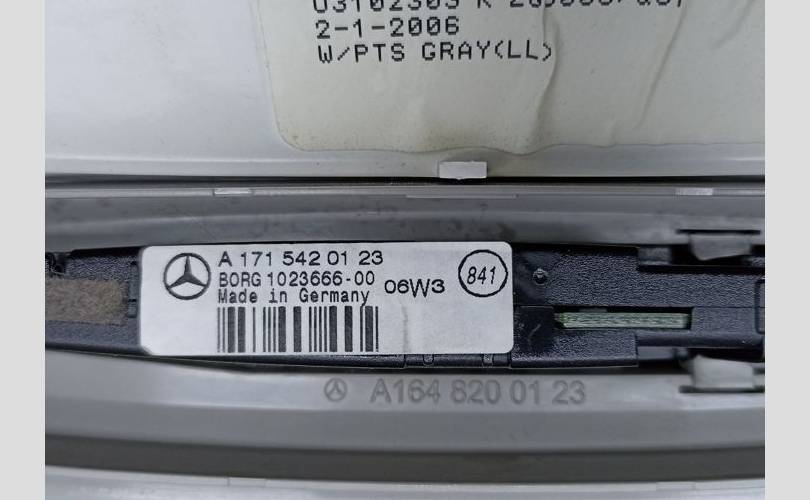 2-1-2006
W/PTS GRAY(LL)
A 171 542 01 23
BORG 1023666-00
Made in Germany
06W3
841
A164 820 01 23